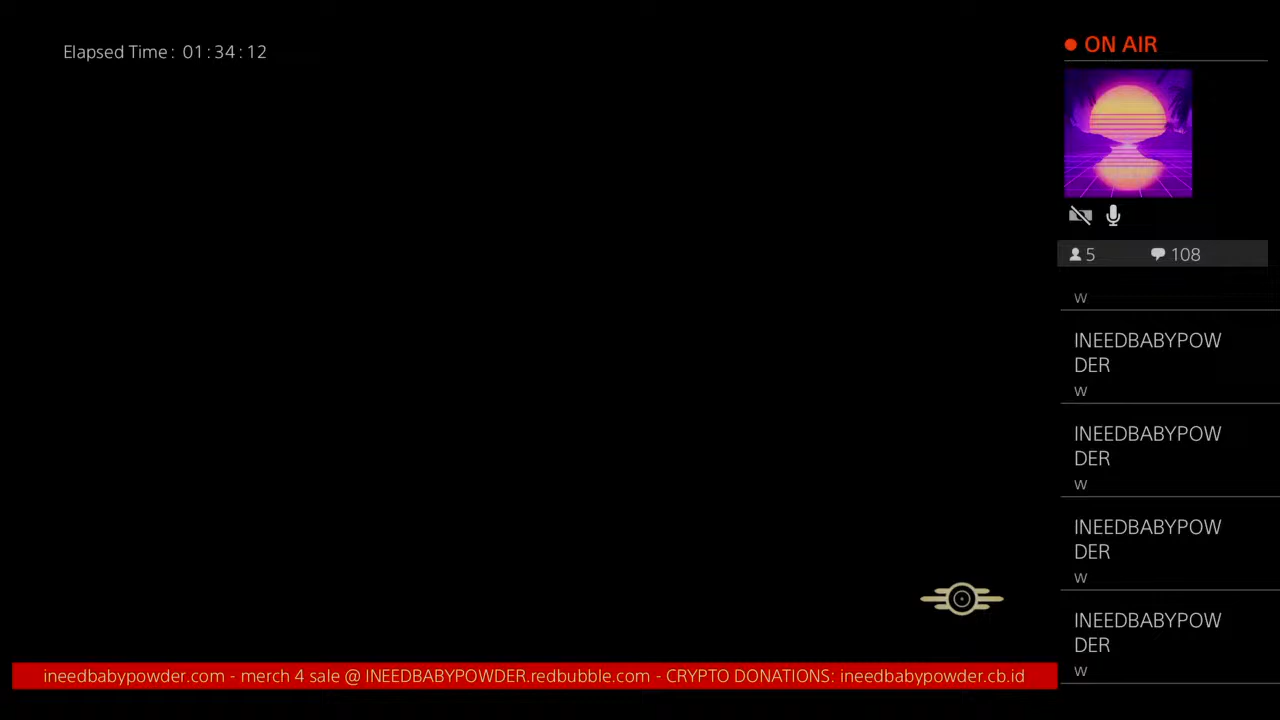 Elapsed Time: 01:34:12
ON AIR
5 108
w
INEEDBABYPOW
DER
w
INEEDBABYPOW
DER
w
INEEDBABYPOW
DER
w
INEEDBABYPOW
DER
w
ineedbabypowder.com - merch 4 sale @ INEEDBABYPOWDER.redbubble.com - CRYPTO DONATIONS: ineedbabypowder.cb.id